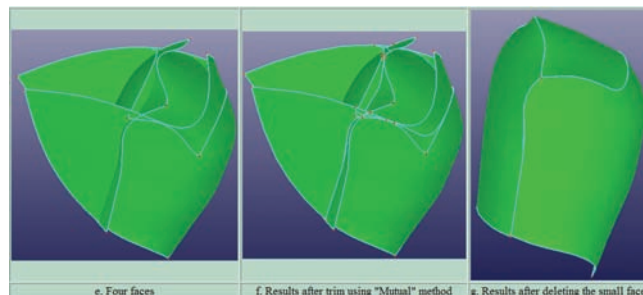 e. Four faces
f. Results after trim using "Mutual" method
g. Results after deleting the small face